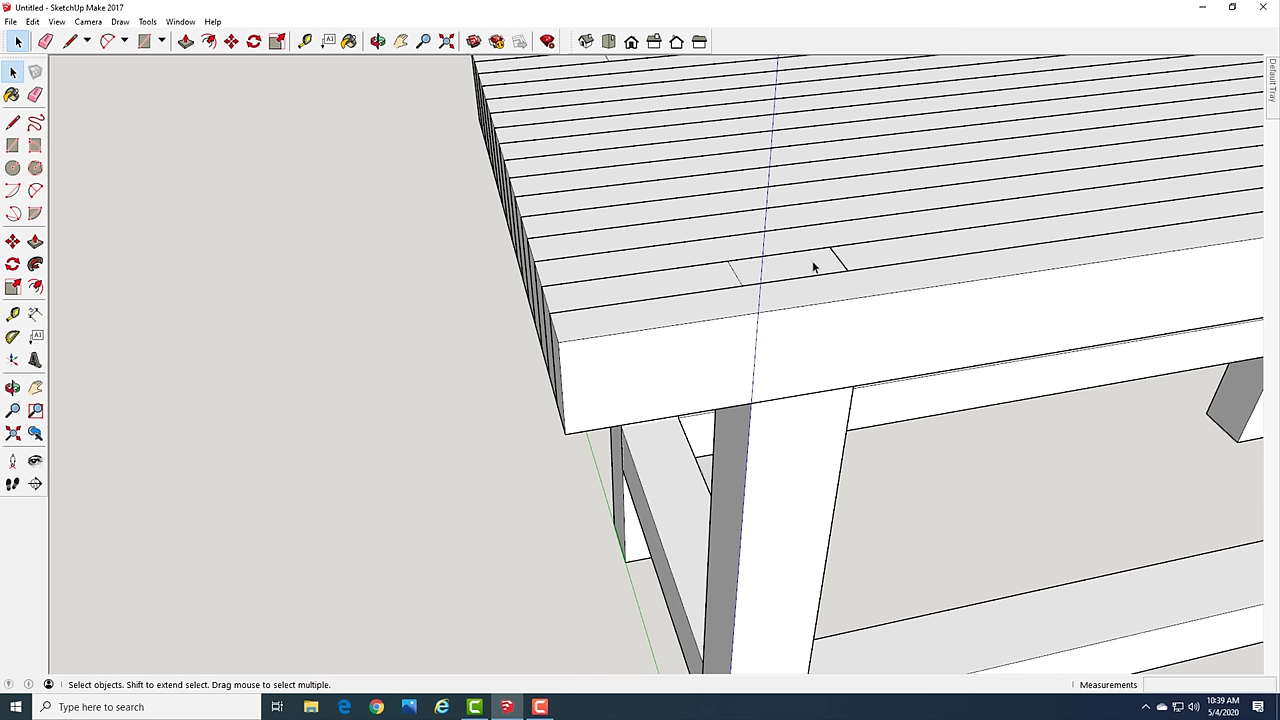 Untitled - SketchUp Make 2017
File Edit View Camera Draw Tools Window Help
Default Tray
Select objects. Shift to extend select. Drag mouse to select multiple.
Measurements
Type here to search
10:39 AM
5/4/2020